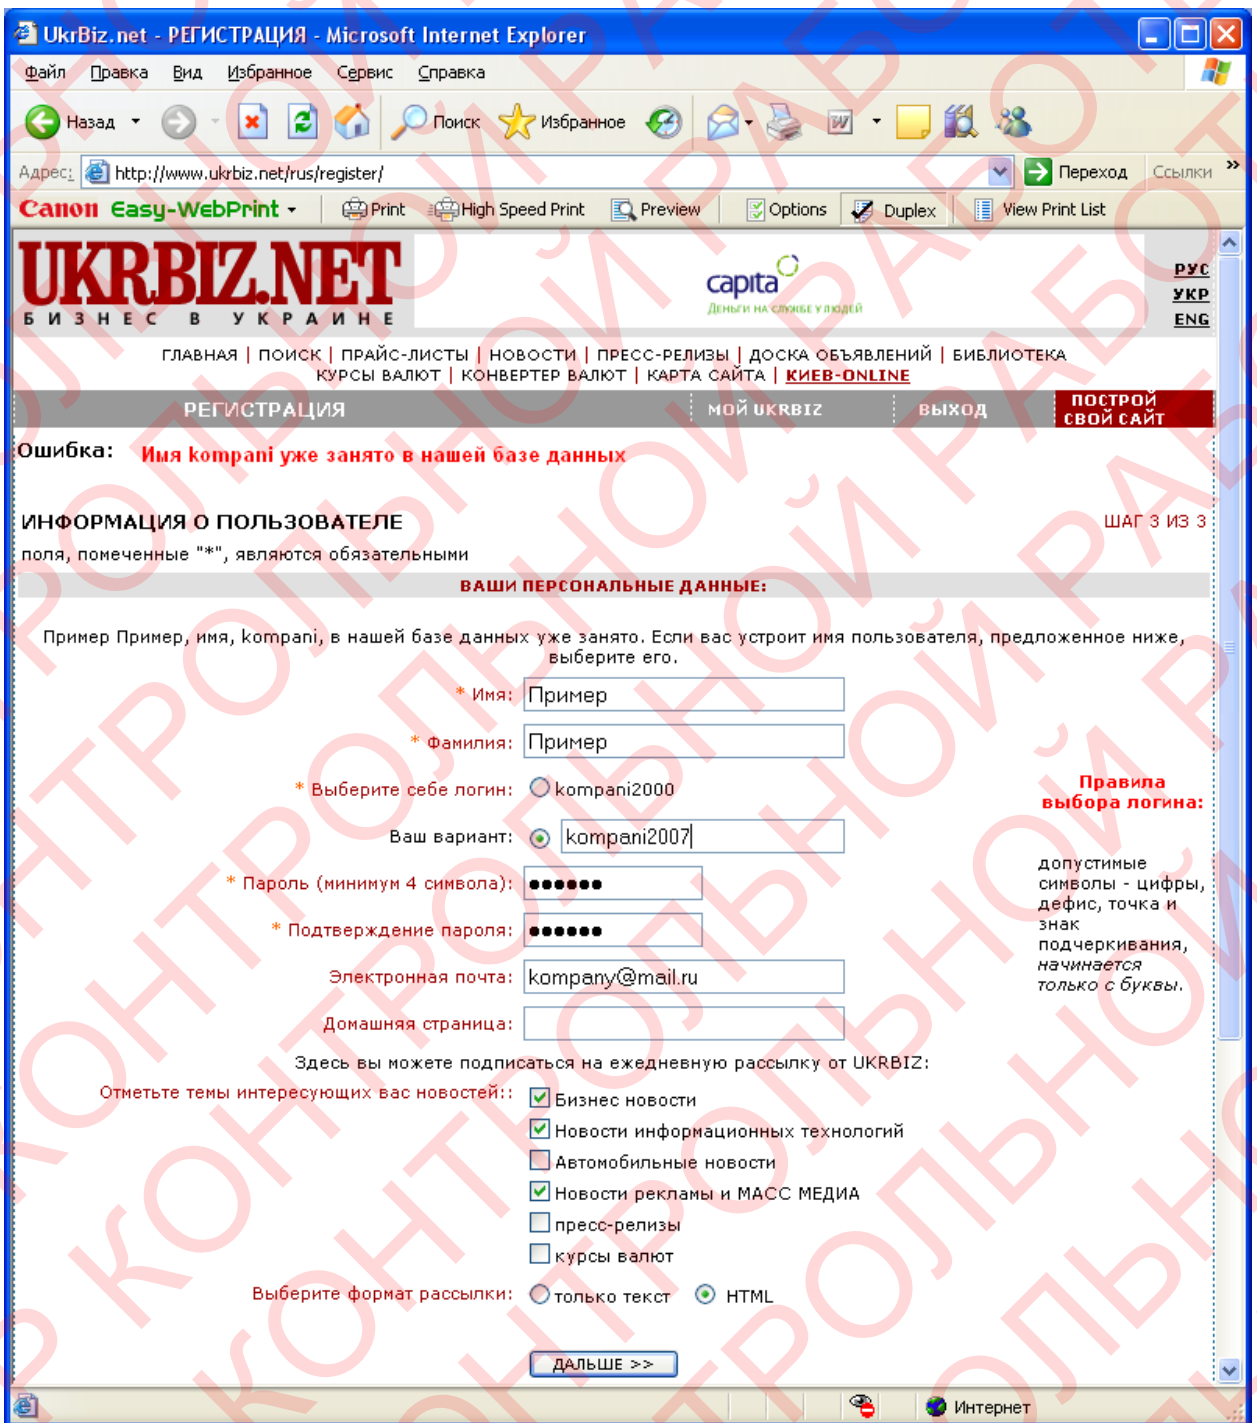 UkrBiz.net - РЕГИСТРАЦИЯ - Microsoft Internet Explorer
Файл Правка Вид Избранное Сервис Справка
Назад Поиск Избранное
Адрес: http://www.ukrbiz.net/rus/register/ Переход Ссылки »
Canon Easy-WebPrint Print High Speed Print Preview Options Duplex View Print List
UKRBIZ.NET
БИЗНЕС В УКРАИНЕ
capita
Деньги на службе у людей
РУС
УКР
ENG
ГЛАВНАЯ | ПОИСК | ПРАЙС-ЛИСТЫ | НОВОСТИ | ПРЕСС-РЕЛИЗЫ | ДОСКА ОБЪЯВЛЕНИЙ | БИБЛИОТЕКА
КУРСЫ ВАЛЮТ | КОНВЕРТЕР ВАЛЮТ | КАРТА САЙТА | КИЕВ-ONLINE
РЕГИСТРАЦИЯ МОЙ UKRBIZ ВЫХОД ПОСТРОЙ
СВОЙ САЙТ
Ошибка: Имя kompani уже занято в нашей базе данных
ИНФОРМАЦИЯ О ПОЛЬЗОВАТЕЛЕ ШАГ 3 ИЗ 3
поля, помеченные "*", являются обязательными
ВАШИ ПЕРСОНАЛЬНЫЕ ДАННЫЕ:
Пример Пример, имя, kompani, в нашей базе данных уже занято. Если вас устроит имя пользователя, предложенное ниже,
выберите его.
* Имя: Пример
* Фамилия: Пример
* Выберите себе логин: kompani2000
Ваш вариант: kompani2007
* Пароль (минимум 4 символа): ●●●●●●
* Подтверждение пароля: ●●●●●●
Электронная почта: kompany@mail.ru
Домашняя страница:
Правила
выбора логина:
допустимые
символы - цифры,
дефис, точка и
знак
подчеркивания,
начинается
только с буквы.
Здесь вы можете подписаться на ежедневную рассылку от UKRBIZ:
Отметьте темы интересующих вас новостей::
Бизнес новости
Новости информационных технологий
Автомобильные новости
Новости рекламы и МАСС МЕДИА
пресс-релизы
курсы валют
Выберите формат рассылки: только текст HTML
ДАЛЬШЕ >>
Интернет